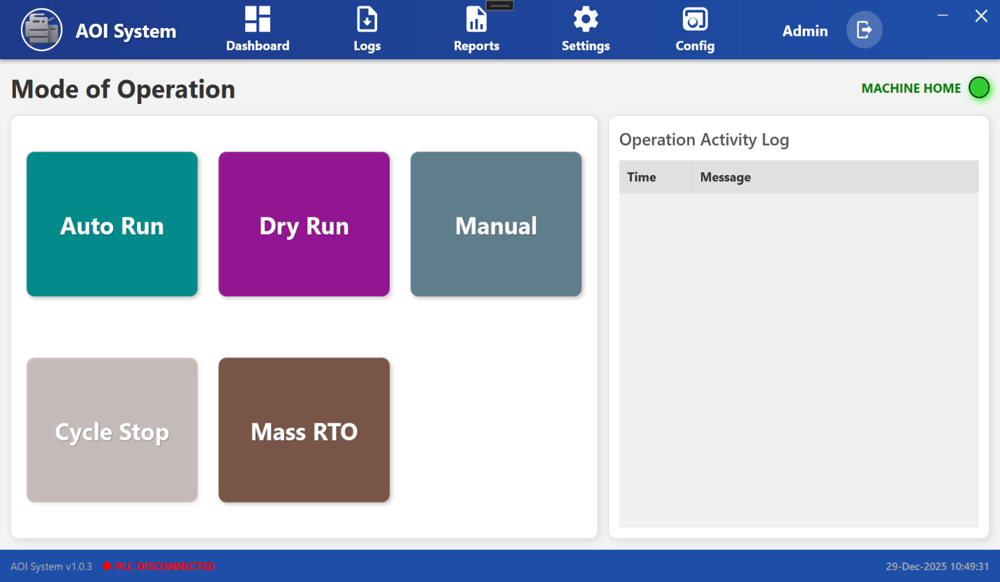 AOI System
Dashboard
Logs
Reports
Settings
Config
Admin
Mode of Operation
MACHINE HOME
Auto Run
Dry Run
Manual
Cycle Stop
Mass RTO
Operation Activity Log
Time
Message
AOI System v1.0.3
PLC DISCONNECTED
29-Dec-2025 10:49:31